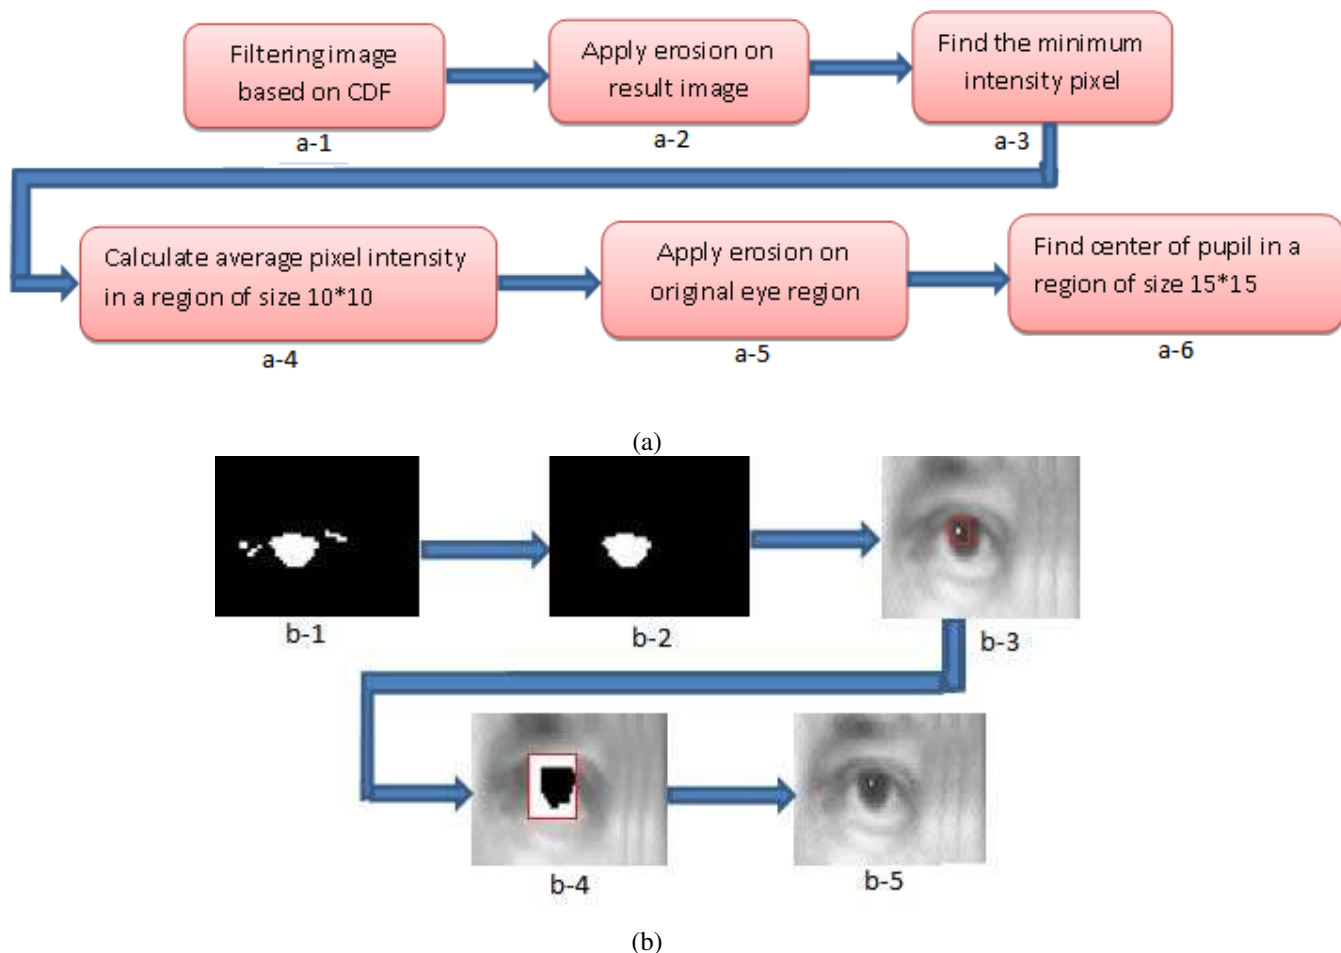 Filtering image
based on CDF
a-1
Apply erosion on
result image
a-2
Find the minimum
intensity pixel
a-3
Calculate average pixel intensity
in a region of size 10*10
a-4
Apply erosion on
original eye region
a-5
Find center of pupil in a
region of size 15*15
a-6
(a)
b-1
b-2
b-3
b-4
b-5
(b)